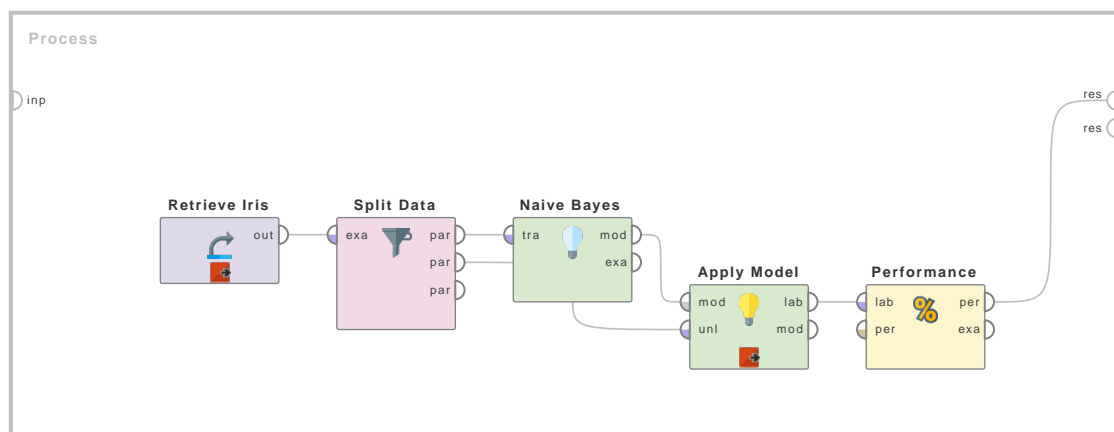 Process
inp
res
res
Retrieve Iris
out
Split Data
exa
par
par
par
Naive Bayes
tra
mod
exa
Apply Model
mod
lab
unl
mod
Performance
lab
per
per
exa
%